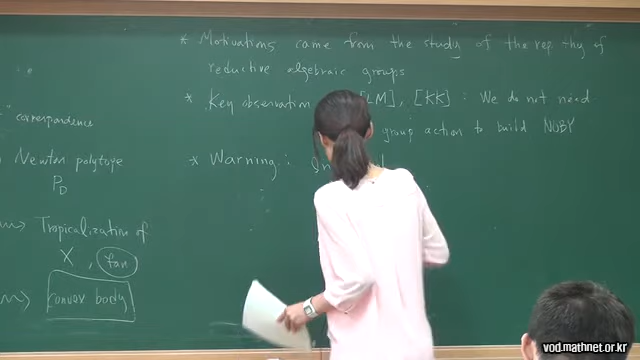 * Motivations came from the study of the rep thy of
reductive algebraic groups
* Key observation [LM], [KK] : We do not need
group action to build NOBY
* Warning :
" correspondence
Newton polytope
P_D
~~> Tropicalization of
X , fan
~~> convex body
vod.mathnet.or.kr